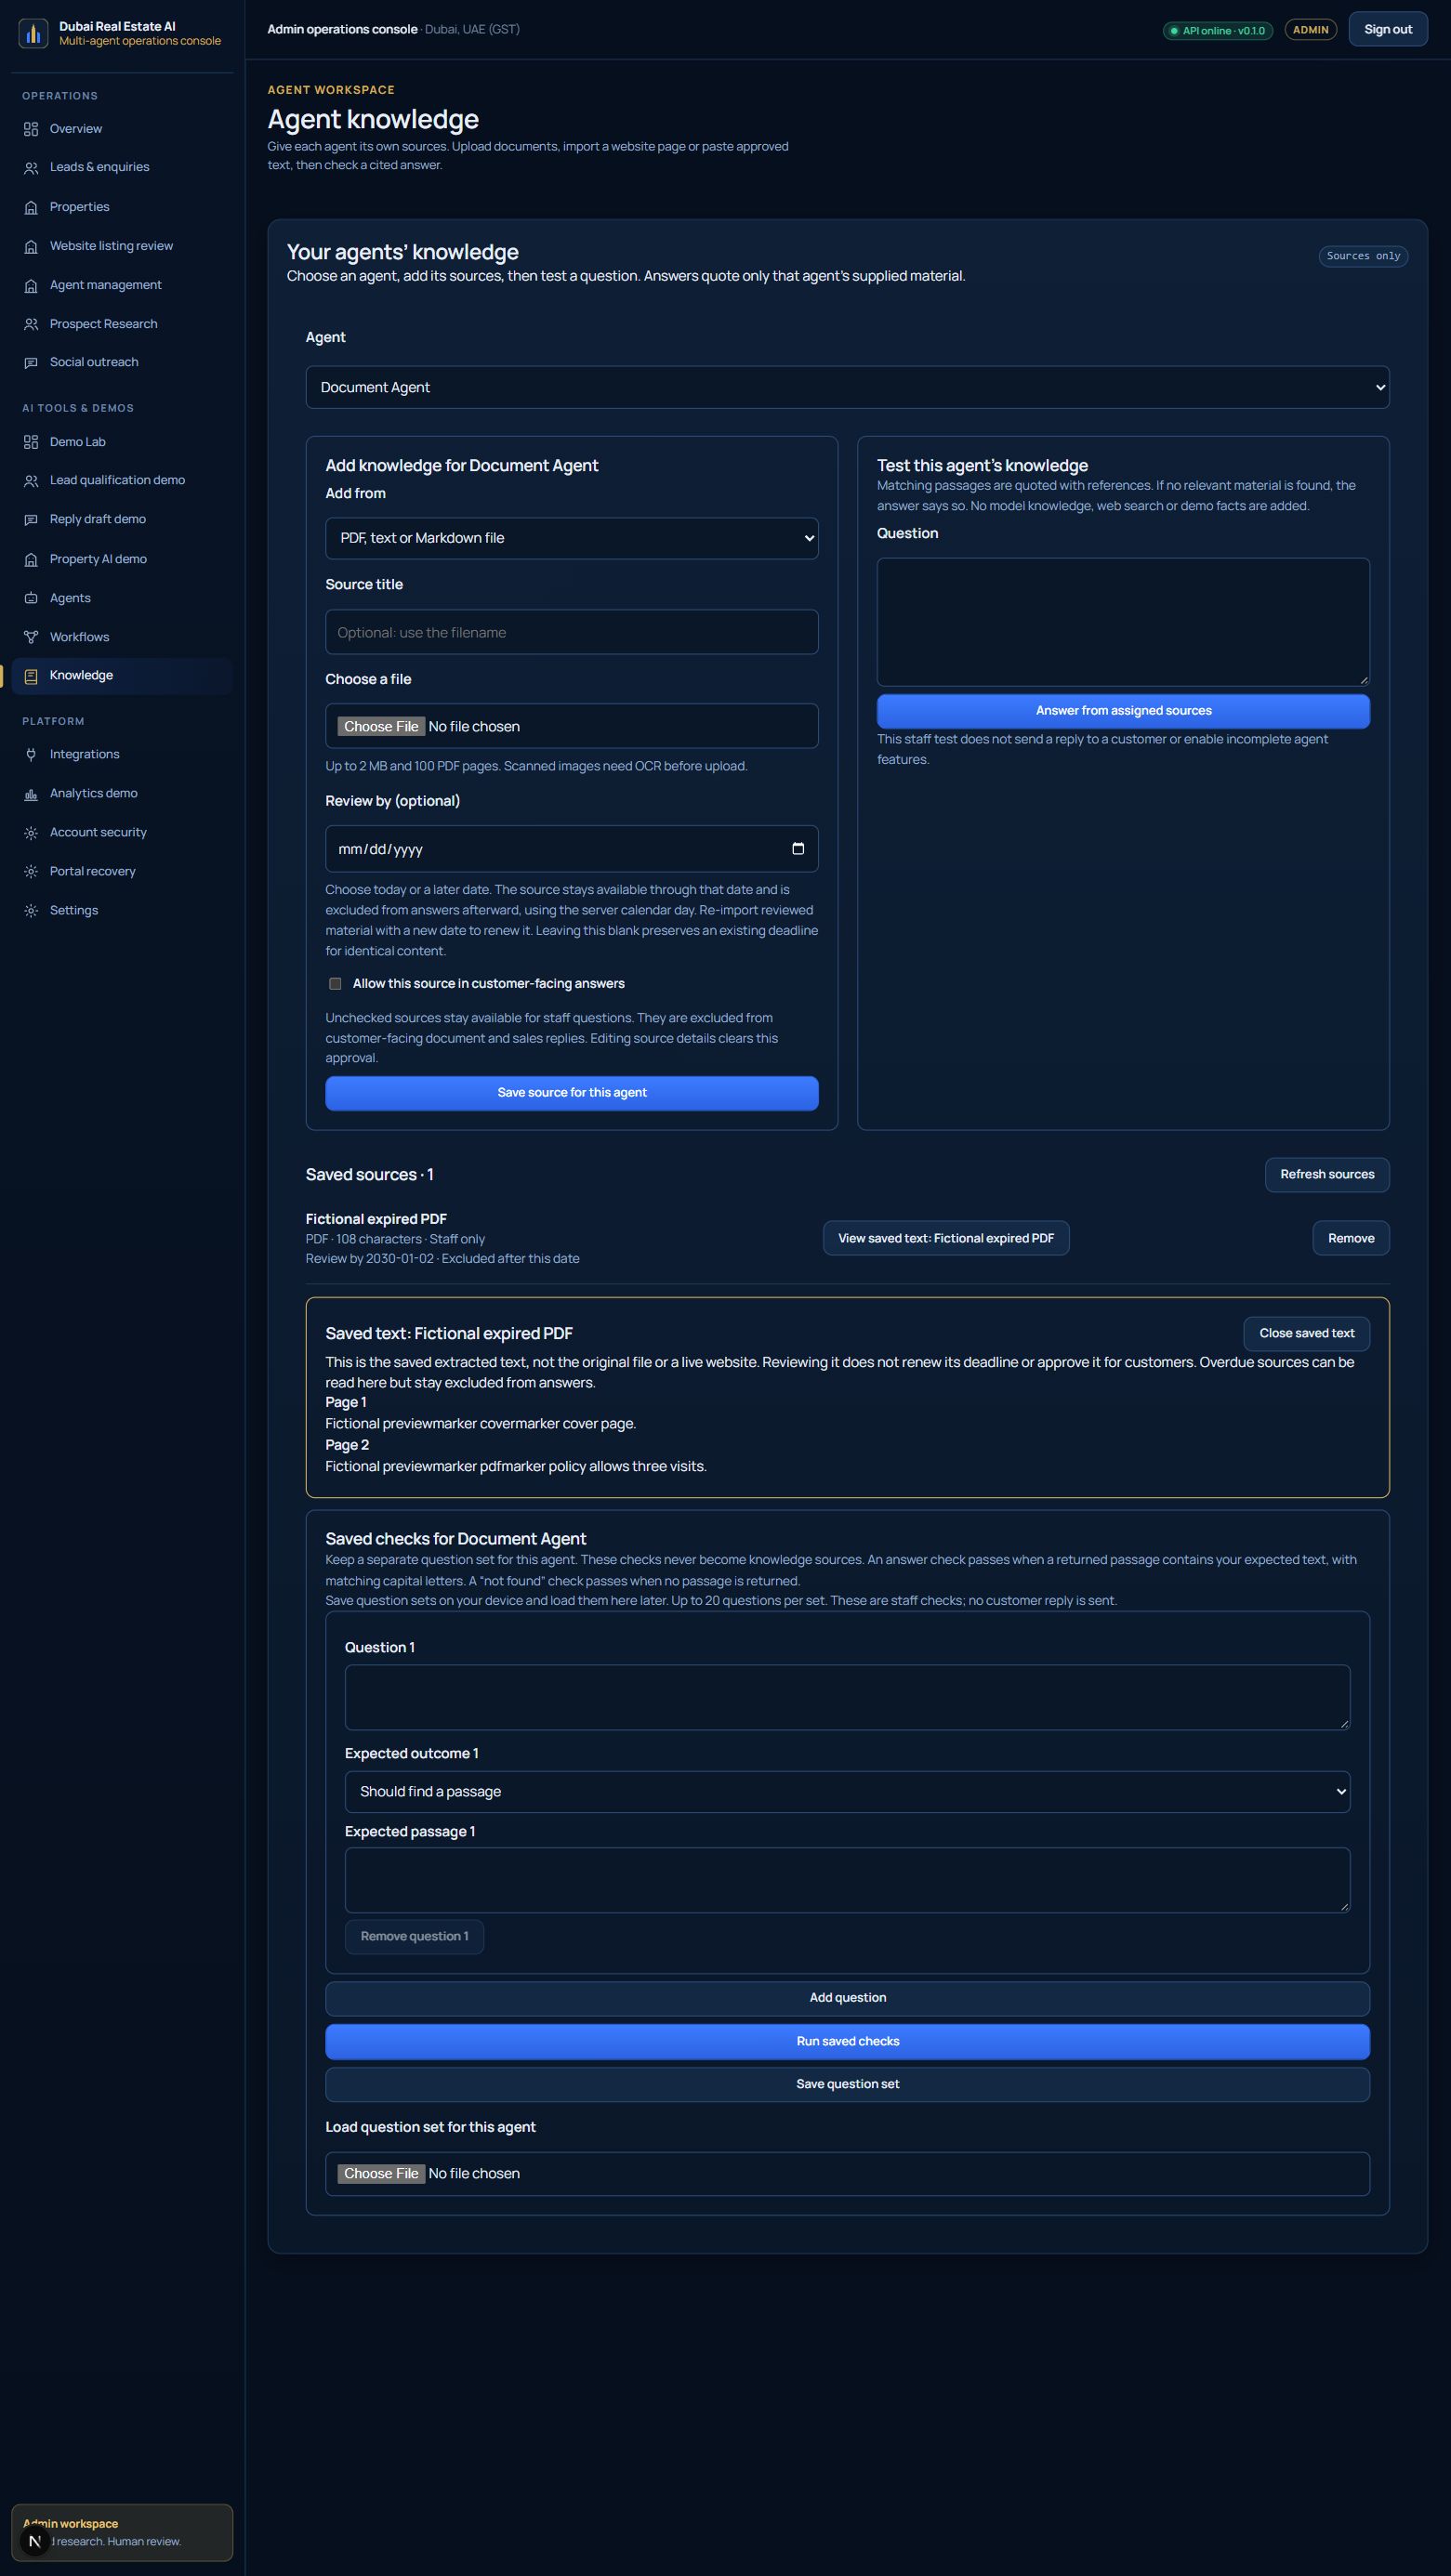 Dubai Real Estate AI
Multi-agent operations console
OPERATIONS
Overview
Leads & enquiries
Properties
Website listing review
Agent management
Prospect Research
Social outreach
AI TOOLS & DEMOS
Demo Lab
Lead qualification demo
Reply draft demo
Property AI demo
Agents
Workflows
Knowledge
PLATFORM
Integrations
Analytics demo
Account security
Portal recovery
Settings
Admin workspace
research. Human review.
N
Admin operations console · Dubai, UAE (GST)
API online · v0.1.0
ADMIN
Sign out
AGENT WORKSPACE
Agent knowledge
Give each agent its own sources. Upload documents, import a website page or paste approved
text, then check a cited answer.
Your agents’ knowledge
Choose an agent, add its sources, then test a question. Answers quote only that agent’s supplied material.
Sources only
Agent
Document Agent
Add knowledge for Document Agent
Add from
PDF, text or Markdown file
Source title
Optional: use the filename
Choose a file
Choose File No file chosen
Up to 2 MB and 100 PDF pages. Scanned images need OCR before upload.
Review by (optional)
mm/dd/yyyy
Choose today or a later date. The source stays available through that date and is
excluded from answers afterward, using the server calendar day. Re-import reviewed
material with a new date to renew it. Leaving this blank preserves an existing deadline
for identical content.
Allow this source in customer-facing answers
Unchecked sources stay available for staff questions. They are excluded from
customer-facing document and sales replies. Editing source details clears this
approval.
Save source for this agent
Test this agent’s knowledge
Matching passages are quoted with references. If no relevant material is found, the
answer says so. No model knowledge, web search or demo facts are added.
Question
Answer from assigned sources
This staff test does not send a reply to a customer or enable incomplete agent
features.
Saved sources · 1
Refresh sources
Fictional expired PDF
PDF · 108 characters · Staff only
Review by 2030-01-02 · Excluded after this date
View saved text: Fictional expired PDF
Remove
Saved text: Fictional expired PDF
Close saved text
This is the saved extracted text, not the original file or a live website. Reviewing it does not renew its deadline or approve it for customers. Overdue sources can be
read here but stay excluded from answers.
Page 1
Fictional previewmarker covermarker cover page.
Page 2
Fictional previewmarker pdfmarker policy allows three visits.
Saved checks for Document Agent
Keep a separate question set for this agent. These checks never become knowledge sources. An answer check passes when a returned passage contains your expected text, with
matching capital letters. A “not found” check passes when no passage is returned.
Save question sets on your device and load them here later. Up to 20 questions per set. These are staff checks; no customer reply is sent.
Question 1
Expected outcome 1
Should find a passage
Expected passage 1
Remove question 1
Add question
Run saved checks
Save question set
Load question set for this agent
Choose File No file chosen